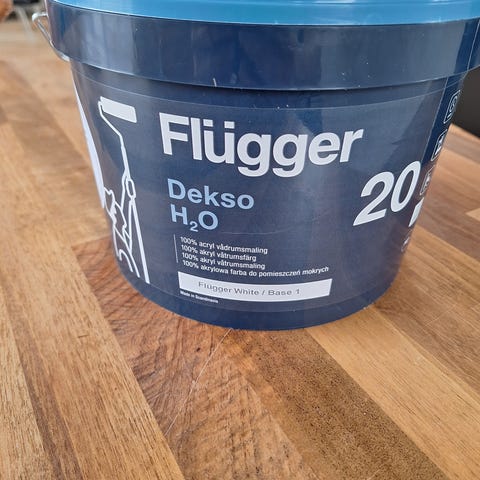 Flügger
Dekso
H₂O
20
100% acryl vådrumsmaling
100% akryl våtrumsfärg
100% akryl våtrumsmaling
100% akrylowa farba do pomieszczeń mokrych
Flügger White / Base 1
Made in Scandinavia